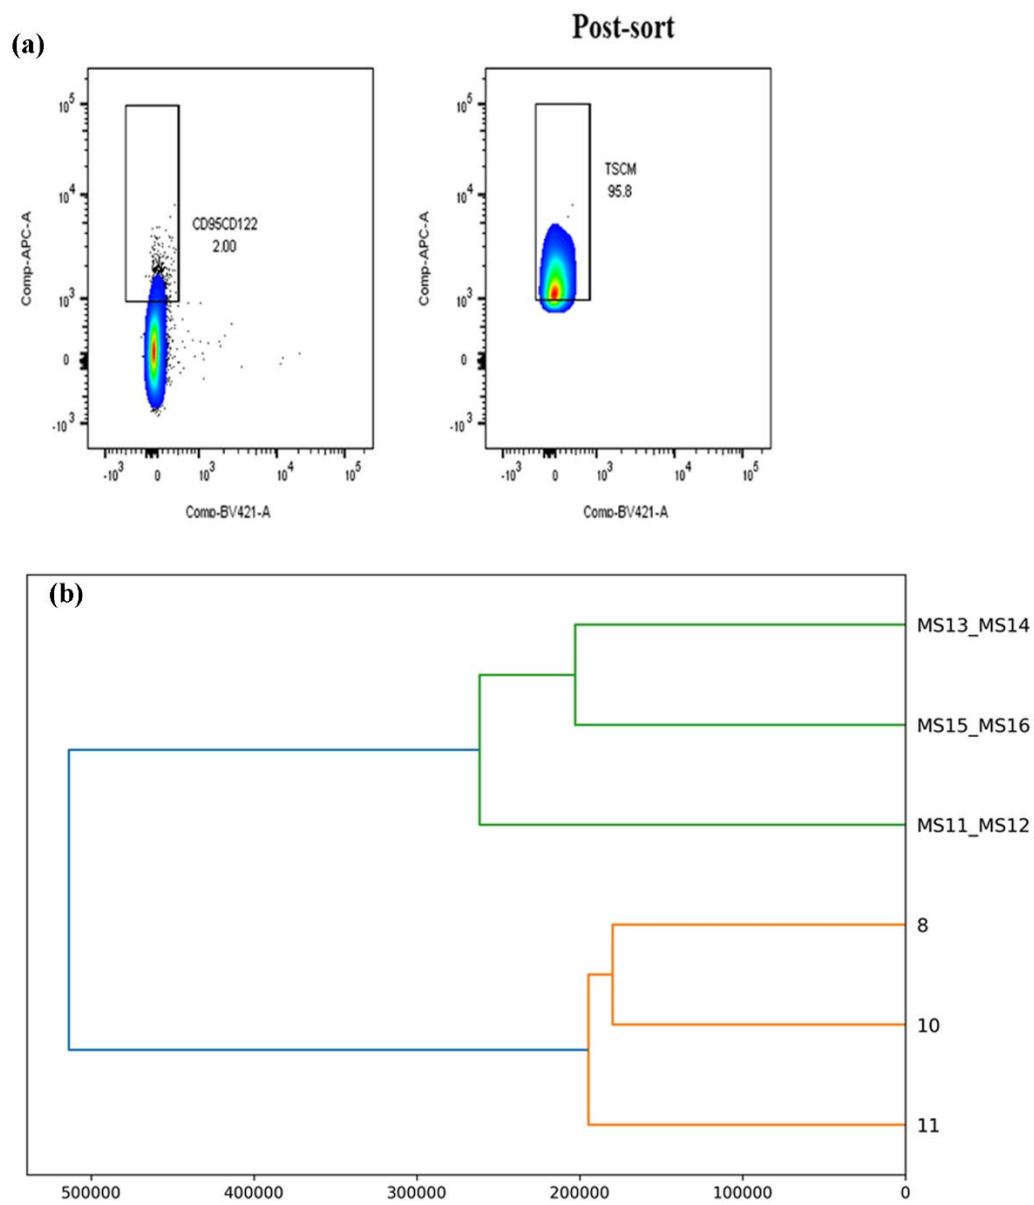 (a)
Post-sort
10^5
10^4
10^3
0
-10^3
Comp-APC-A
CD95CD122
2.00
-10^3 0 10^3 10^4 10^5
Comp-BV421-A
10^5
10^4
10^3
0
-10^3
Comp-APC-A
TSCM
95.8
-10^3 0 10^3 10^4 10^5
Comp-BV421-A
(b)
MS13_MS14
MS15_MS16
MS11_MS12
8
10
11
500000 400000 300000 200000 100000 0